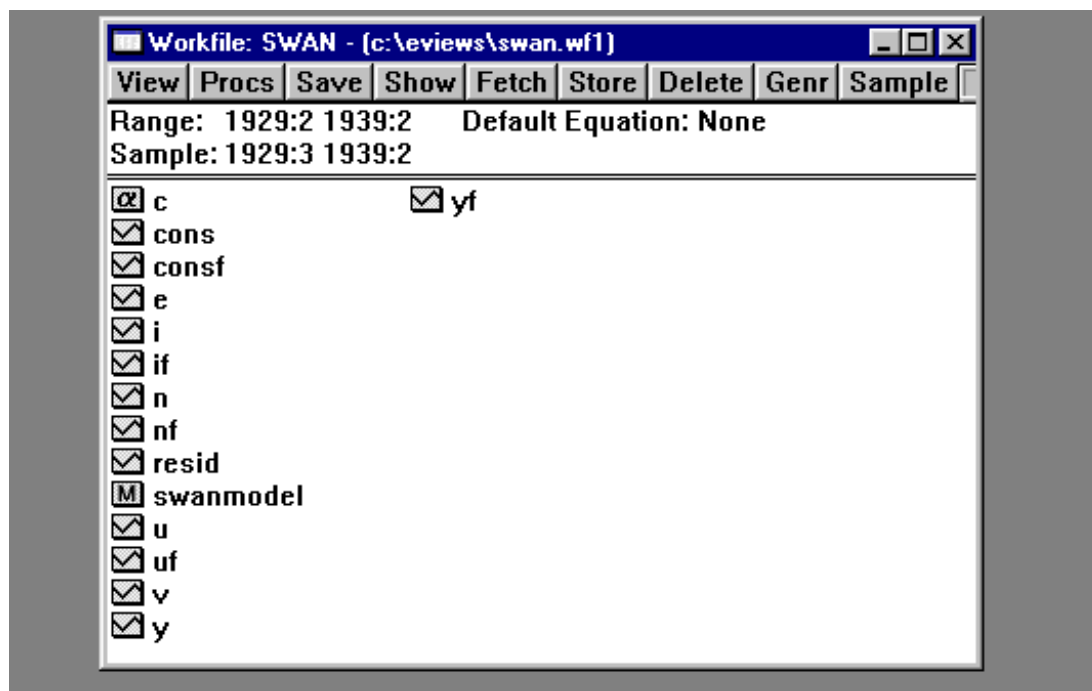 Workfile: SWAN - (c:\eviews\swan.wf1)
View Procs Save Show Fetch Store Delete Genr Sample
Range: 1929:2 1939:2 Default Equation: None
Sample: 1929:3 1939:2
α c
cons
consf
e
i
if
n
nf
resid
M swanmodel
u
uf
v
y
yf